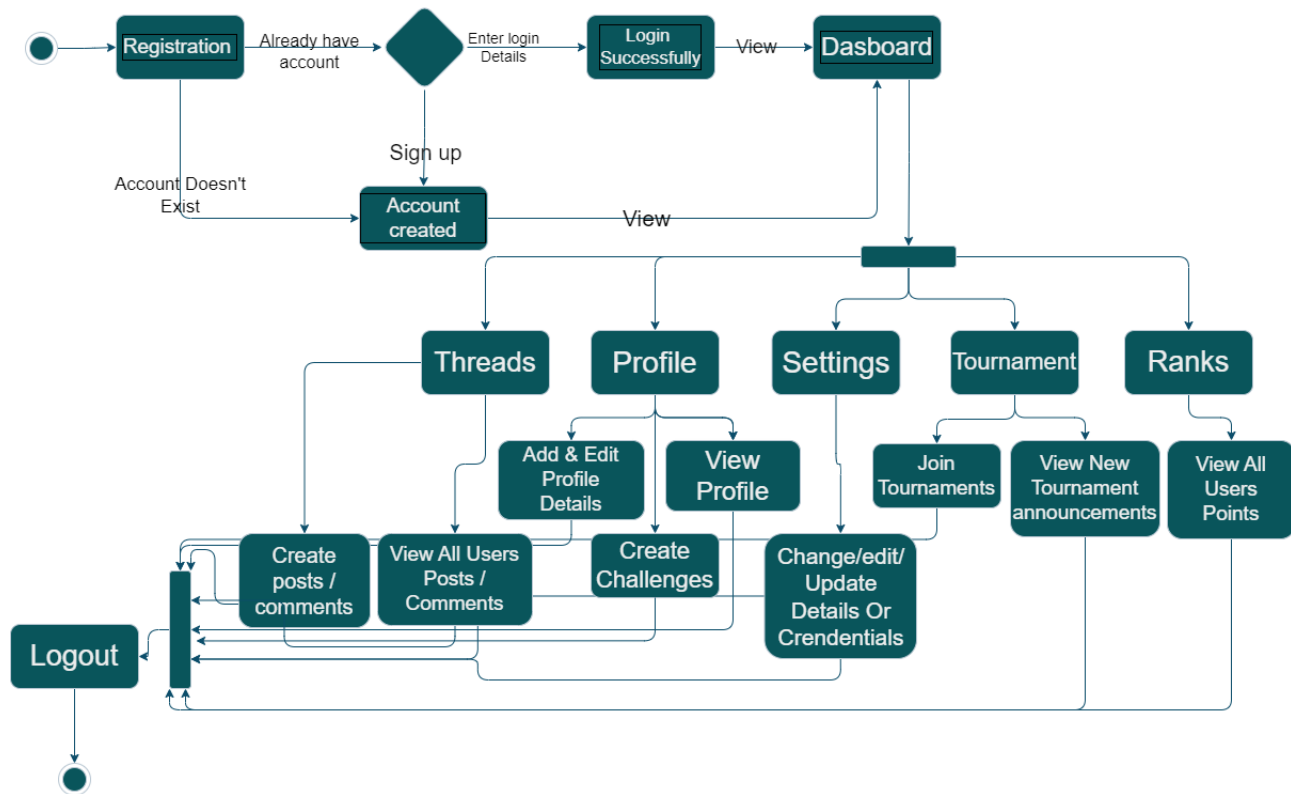 Registration
Already have
account
Enter login
Details
Login
Successfully
View
Dasboard
Sign up
Account Doesn't
Exist
Account
created
View
Threads
Profile
Settings
Tournament
Ranks
Add & Edit
Profile
Details
View
Profile
Join
Tournaments
View New
Tournament
announcements
View All
Users
Points
Create
posts /
comments
View All Users
Posts /
Comments
Create
Challenges
Change/edit/
Update
Details Or
Crendentials
Logout